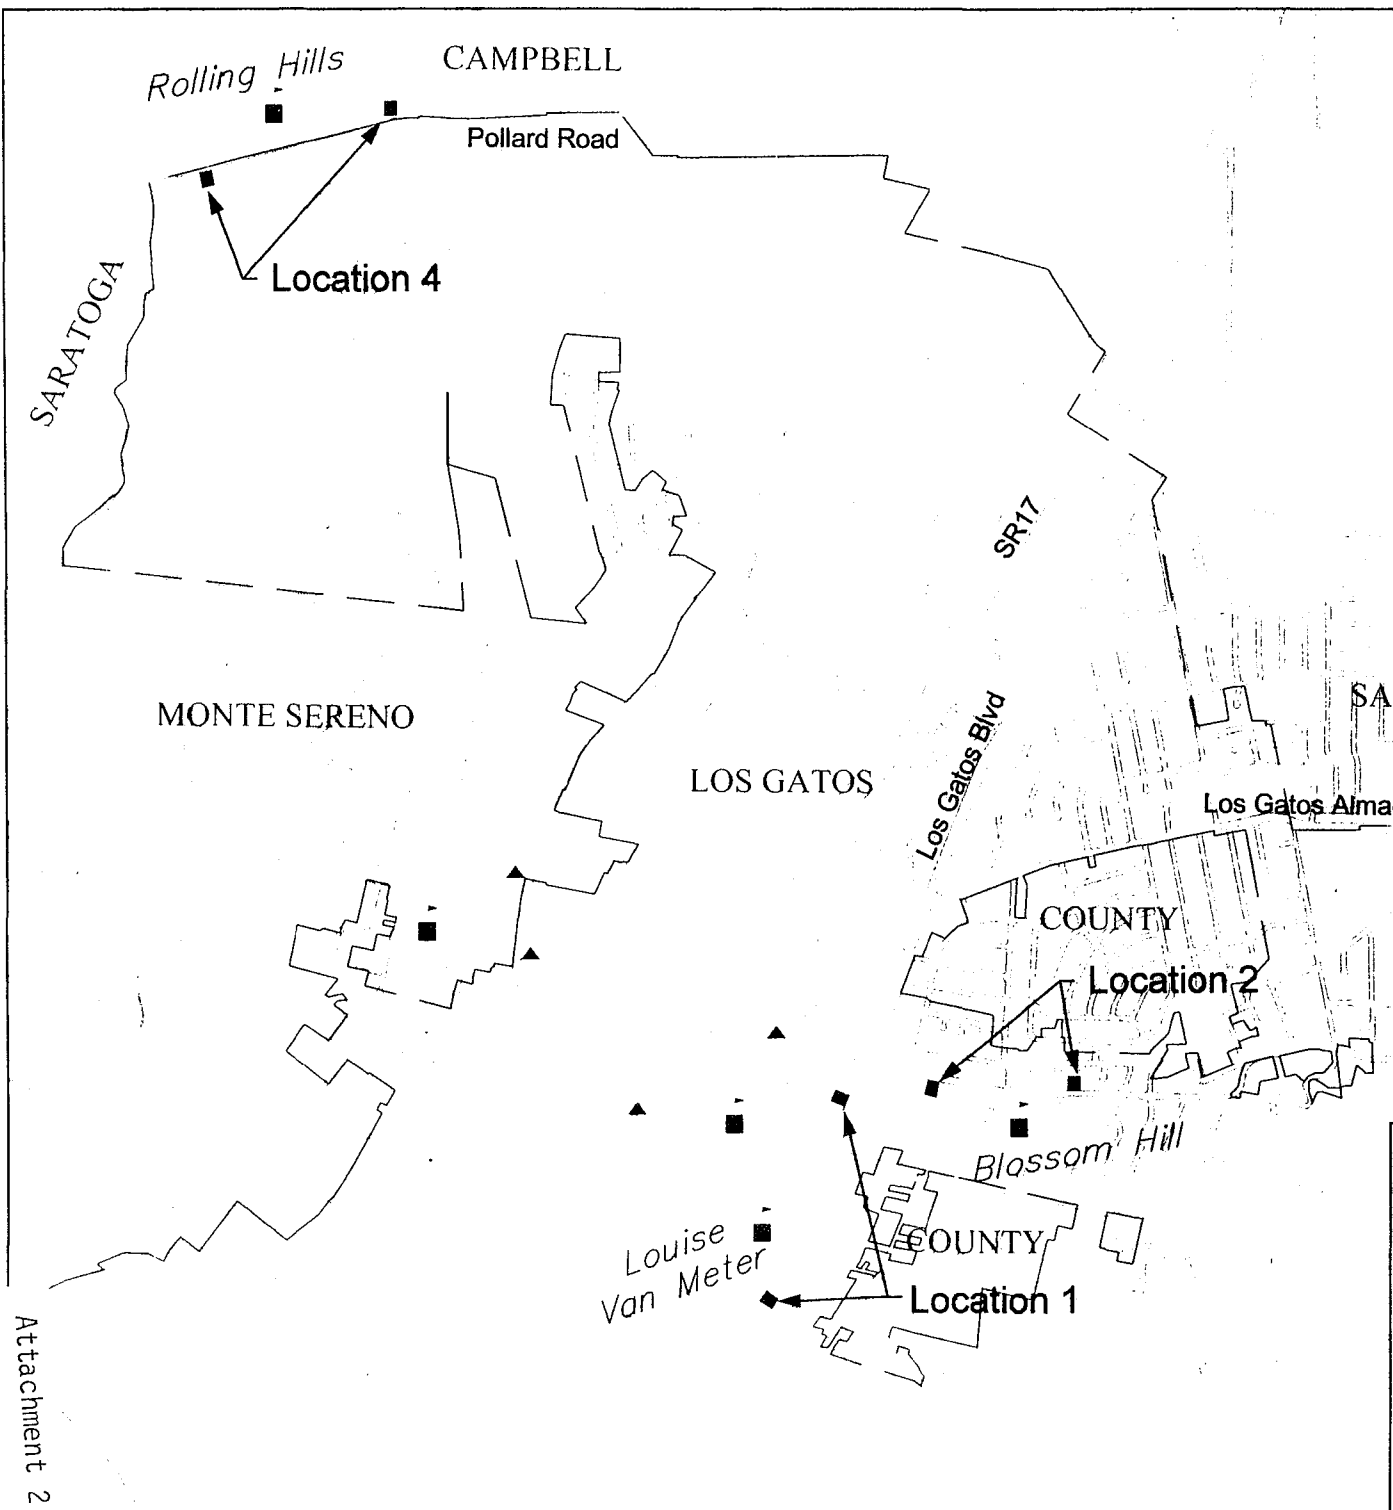 Rolling Hills
CAMPBELL
Pollard Road
Location 4
SARATOGA
SR17
MONTE SERENO
SA
LOS GATOS
Los Gatos Blvd
Los Gatos Alma
COUNTY
Location 2
Blossom Hill
Louise
Van Meter
COUNTY
Location 1
Attachment 2